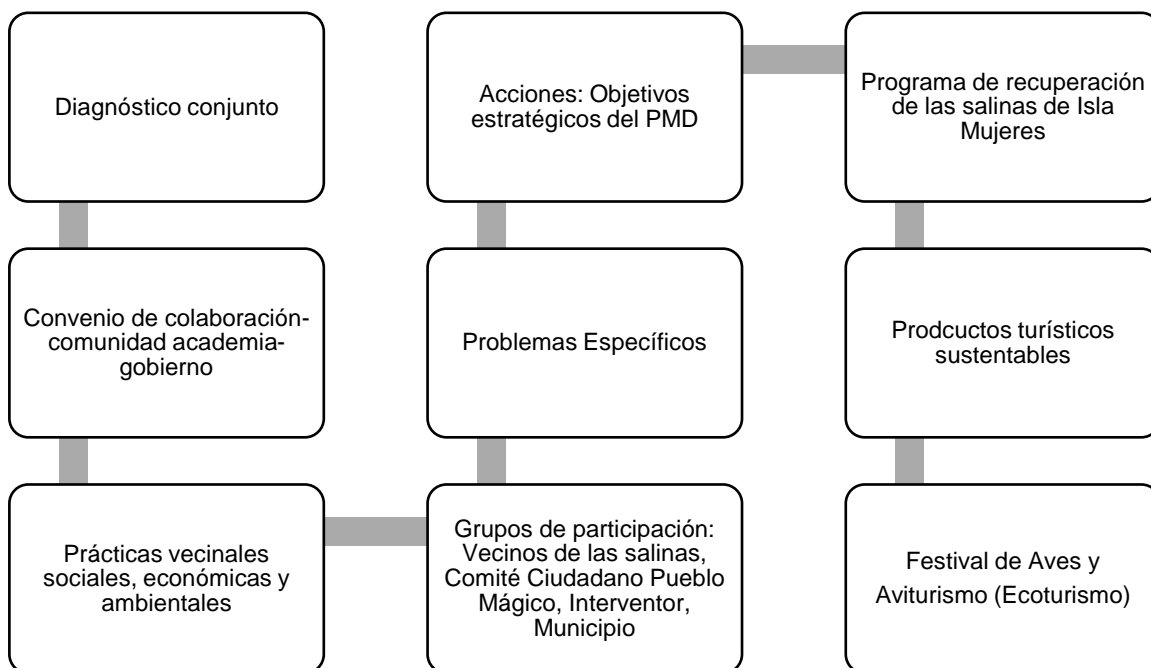 Diagnóstico conjunto
Convenio de colaboración-
comunidad academia-
gobierno
Prácticas vecinales
sociales, económicas y
ambientales
Grupos de participación:
Vecinos de las salinas,
Comité Ciudadano Pueblo
Mágico, Interventor,
Municipio
Problemas Específicos
Acciones: Objetivos
estratégicos del PMD
Programa de recuperación
de las salinas de Isla
Mujeres
Prodcuctos turísticos
sustentables
Festival de Aves y
Aviturismo (Ecoturismo)